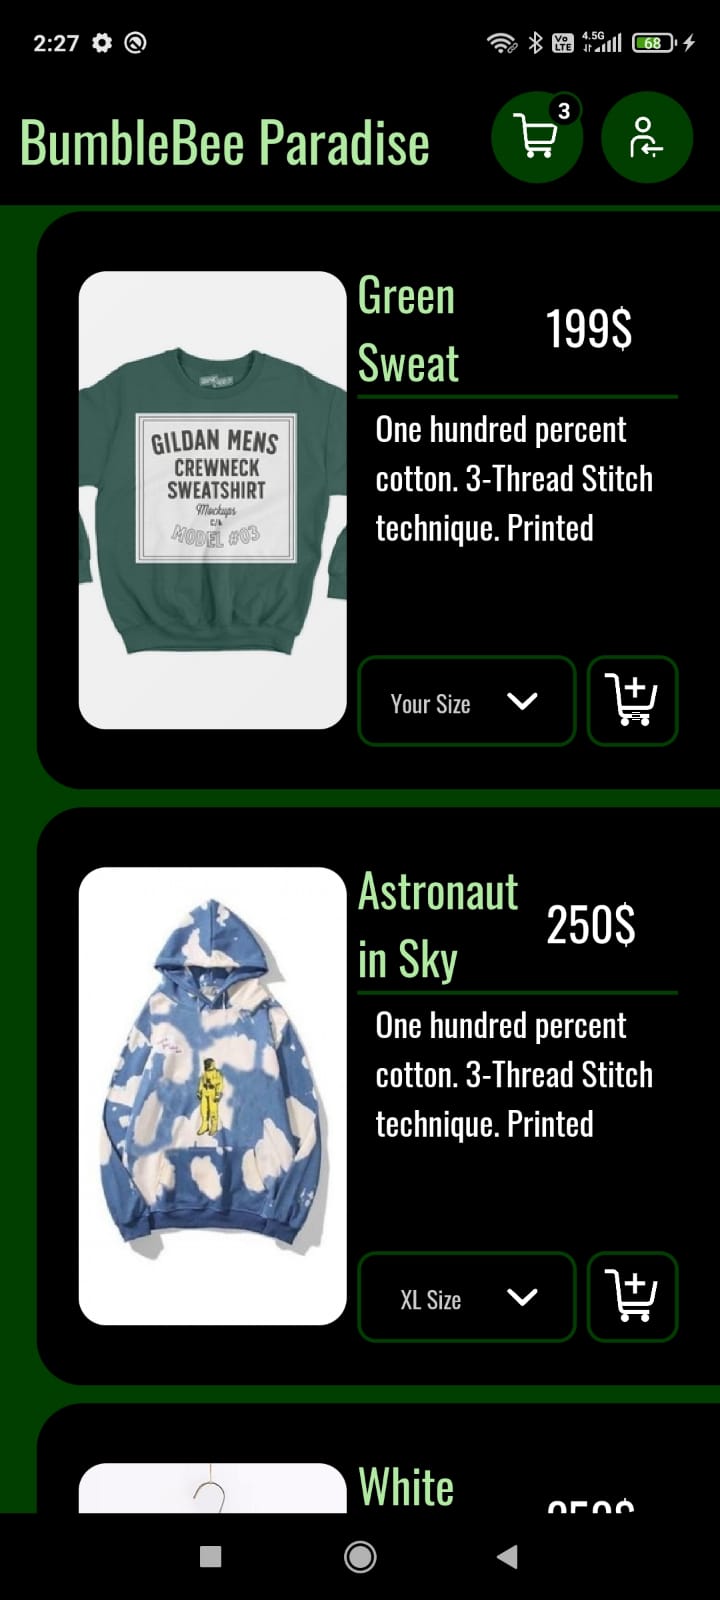 2:27
Vo
LTE
4.5G
68
BumbleBee Paradise
3
Green
Sweat
199$
GILDAN MENS
CREWNECK
SWEATSHIRT
Mockups
MODEL #03
One hundred percent
cotton. 3-Thread Stitch
technique. Printed
Your Size
Astronaut
in Sky
250$
One hundred percent
cotton. 3-Thread Stitch
technique. Printed
XL Size
White